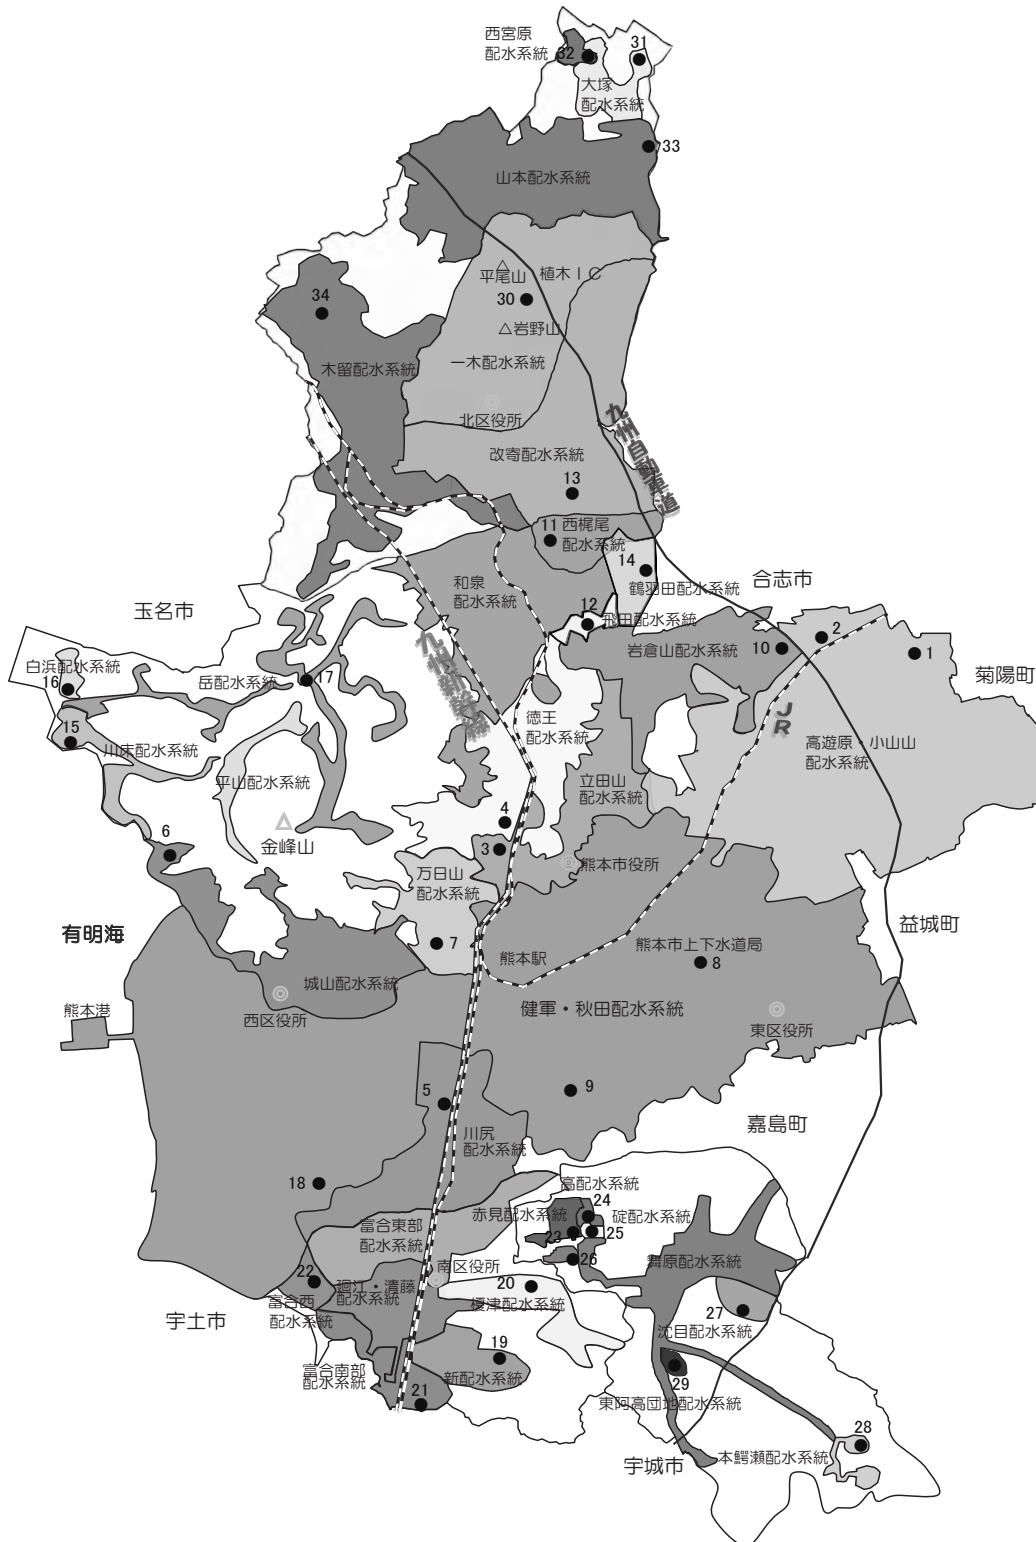 西宮原
配水系統
32
31
大塚
配水系統
33
山本配水系統
平尾山
植木IC
30
岩野山
34
一木配水系統
木留配水系統
北区役所
九州自動車道
改寄配水系統
13
11
西梶尾
配水系統
14
鶴羽田配水系統
合志市
和泉
配水系統
玉名市
12
飛田配水系統
2
岩倉山配水系統
10
1
菊陽町
白浜配水系統
16
岳配水系統
17
九州新幹線
徳王
配水系統
JR
15
川床配水系統
高遊原・小山山
配水系統
平山配水系統
立田山
配水系統
金峰山
4
6
3
万日山
配水系統
熊本市役所
有明海
7
熊本駅
熊本市上下水道局
8
益城町
城山配水系統
西区役所
熊本港
健軍・秋田配水系統
東区役所
5
9
川尻
配水系統
嘉島町
18
高配水系統
24
赤見配水系統
碇配水系統
23
25
富合東部
配水系統
26
舞原配水系統
南区役所
22
廻江・清藤
配水系統
20
榎津配水系統
富合西
配水系統
宇土市
27
沈目配水系統
19
富合南部
配水系統
新配水系統
21
29
東阿高団地配水系統
28
本鰐瀬配水系統
宇城市